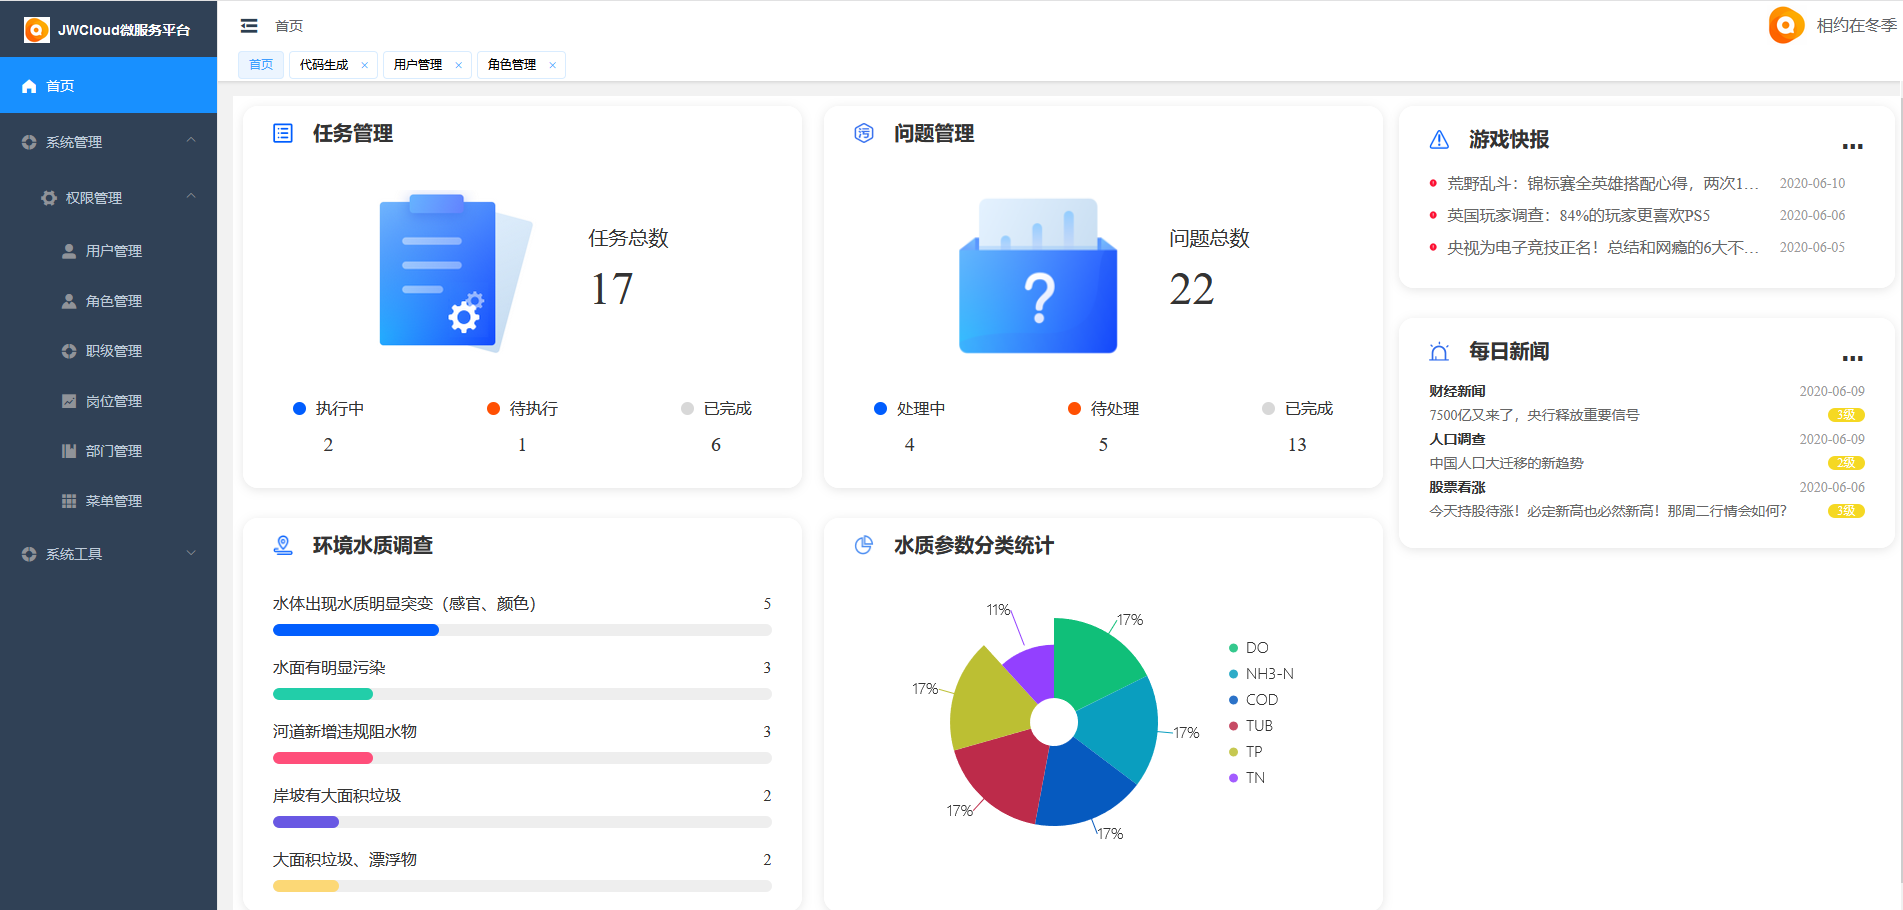 JWCloud微服务平台
首页
系统管理
权限管理
用户管理
角色管理
职级管理
岗位管理
部门管理
菜单管理
系统工具
首页
相约在冬季
首页 代码生成 × 用户管理 × 角色管理 ×
任务管理
任务总数
17
执行中 待执行 已完成
2 1 6
问题管理
问题总数
22
处理中 待处理 已完成
4 5 13
游戏快报 ...
荒野乱斗：锦标赛全英雄搭配心得，两次1... 2020-06-10
英国玩家调查：84%的玩家更喜欢PS5 2020-06-06
央视为电子竞技正名！总结和网瘾的6大不... 2020-06-05
每日新闻 ...
财经新闻 2020-06-09
7500亿又来了，央行释放重要信号 3级
人口调查 2020-06-09
中国人口大迁移的新趋势 2级
股票看涨 2020-06-06
今天持股待涨！必定新高也必然新高！那周二行情会如何？ 3级
环境水质调查
水体出现水质明显突变（感官、颜色） 5
水面有明显污染 3
河道新增违规阻水物 3
岸坡有大面积垃圾 2
大面积垃圾、漂浮物 2
水质参数分类统计
11%
17%
17%
17%
17%
17%
DO
NH3-N
COD
TUB
TP
TN